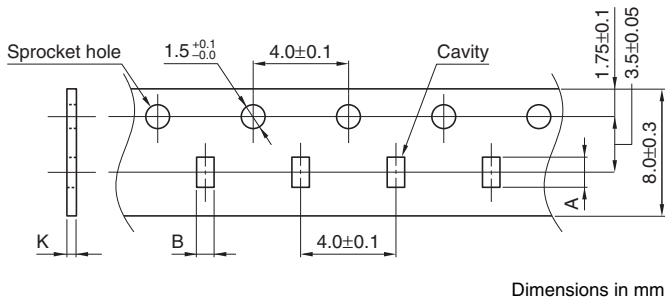 Sprocket hole
1.5 +0.1 −0.0
4.0±0.1
Cavity
1.75±0.1
3.5±0.05
8.0±0.3
A
K
B
4.0±0.1
Dimensions in mm